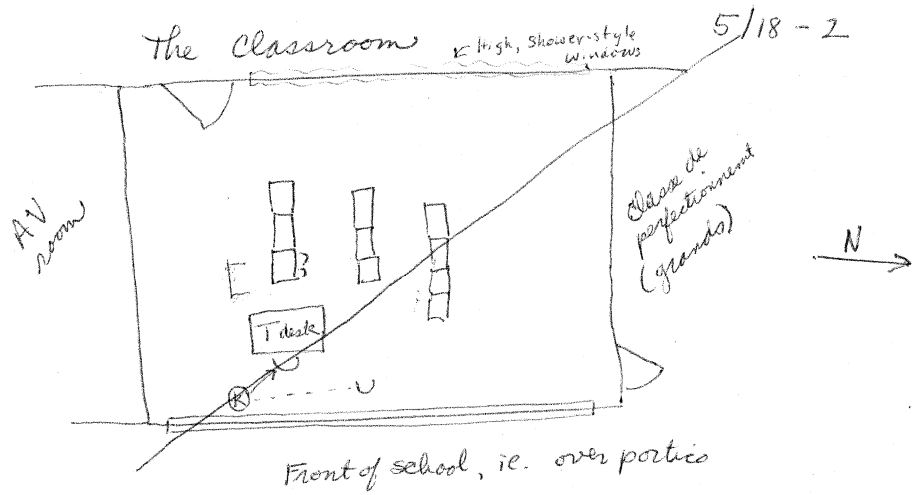 The Classroom
5/18-2
High, shower-style
windows
AV
room
Classe de
perfectionnement
(grands)
N
?
T desk
R
Front of school, ie. over portico